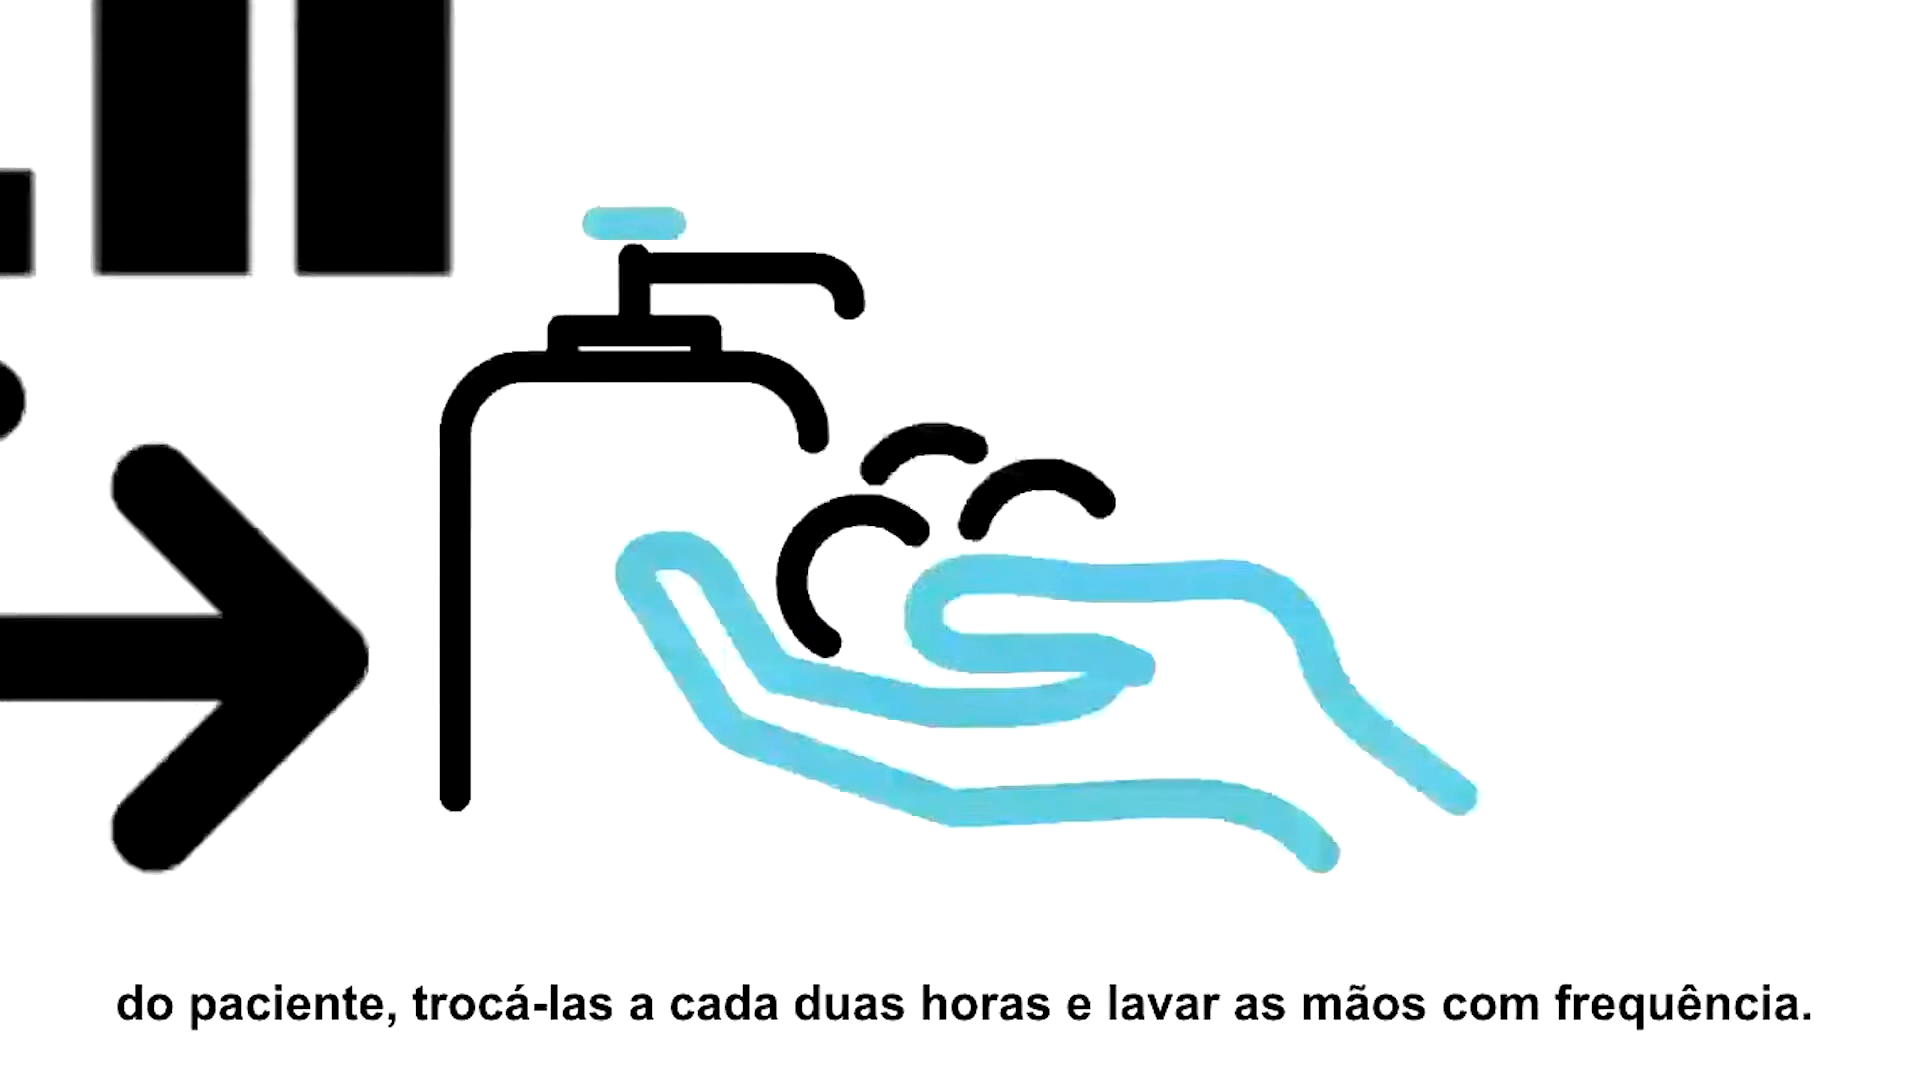 do paciente, trocá-las a cada duas horas e lavar as mãos com frequência.